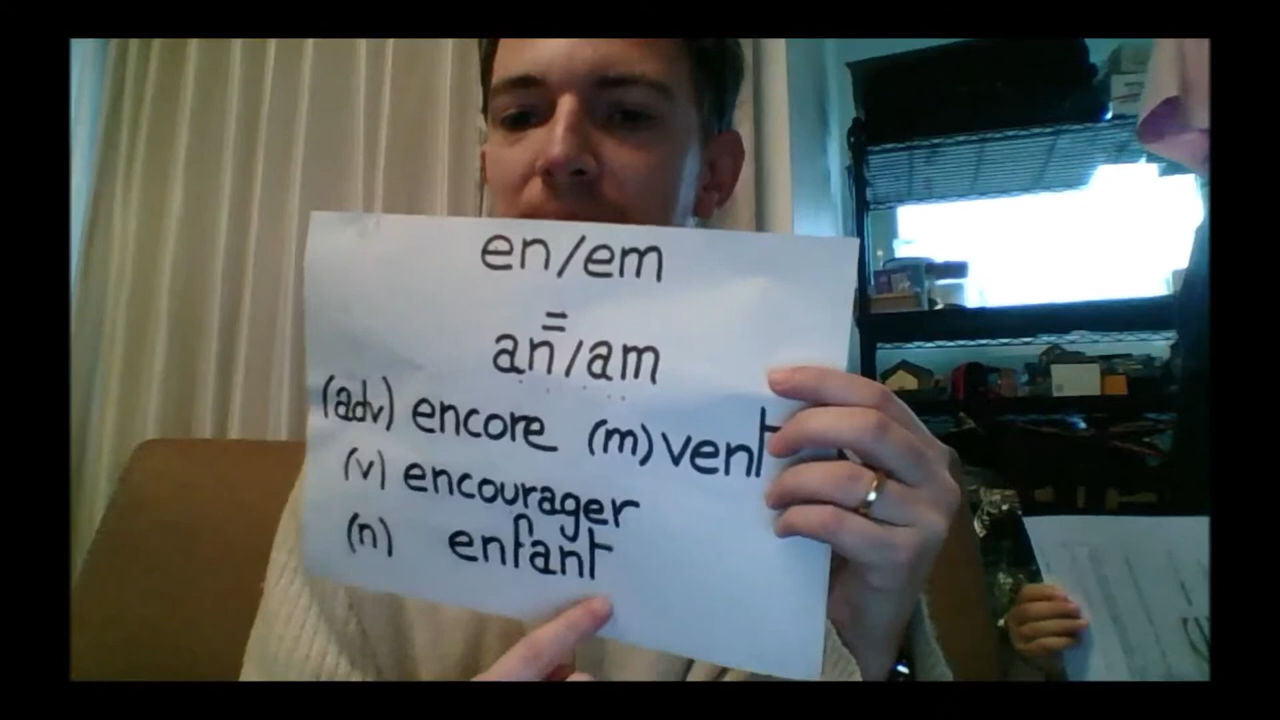 en/em
=
an/am
(adv) encore (m) vent
(v) encourager
(n) enfant